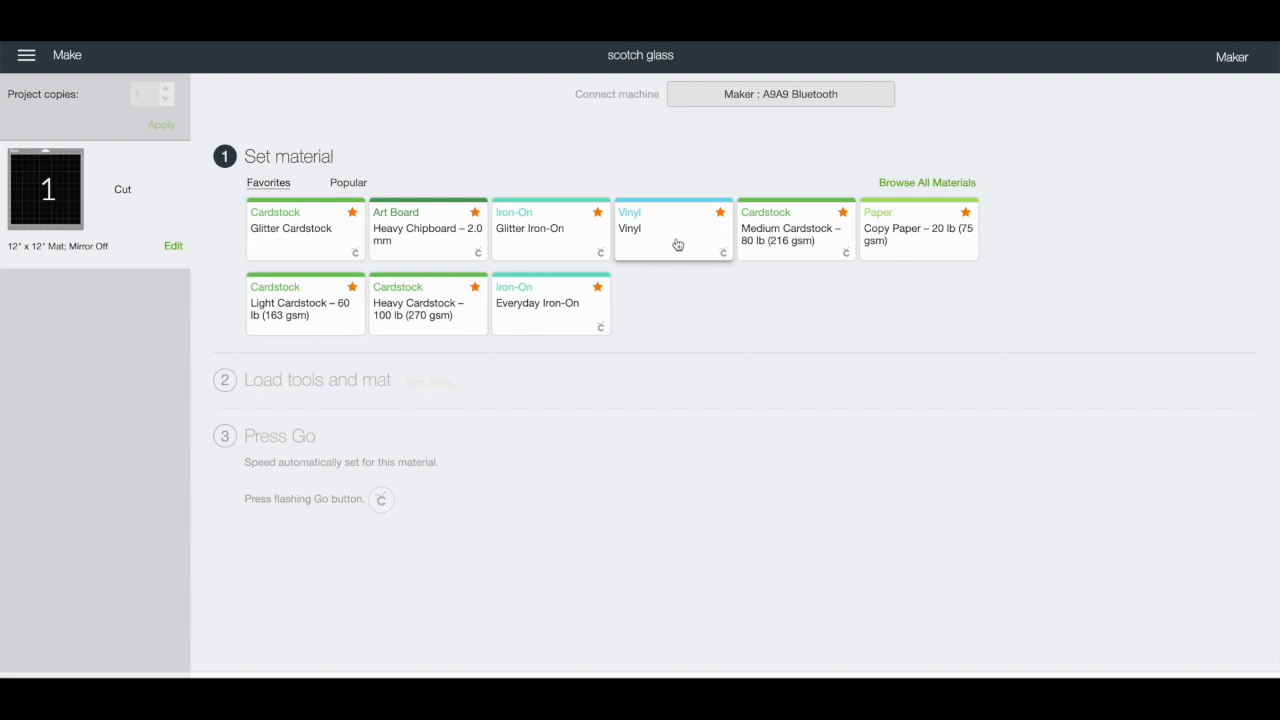 Make
scotch glass
Maker
Project copies:
1
Apply
Connect machine
Maker : A9A9 Bluetooth
1
Cut
12" x 12" Mat; Mirror Off
Edit
1 Set material
Favorites
Popular
Browse All Materials
Cardstock
Glitter Cardstock
Art Board
Heavy Chipboard – 2.0
mm
Iron-On
Glitter Iron-On
Vinyl
Vinyl
Cardstock
Medium Cardstock –
80 lb (216 gsm)
Paper
Copy Paper – 20 lb (75
gsm)
Cardstock
Light Cardstock – 60
lb (163 gsm)
Cardstock
Heavy Cardstock –
100 lb (270 gsm)
Iron-On
Everyday Iron-On
2 Load tools and mat
Edit Tools
3 Press Go
Speed automatically set for this material.
Press flashing Go button.